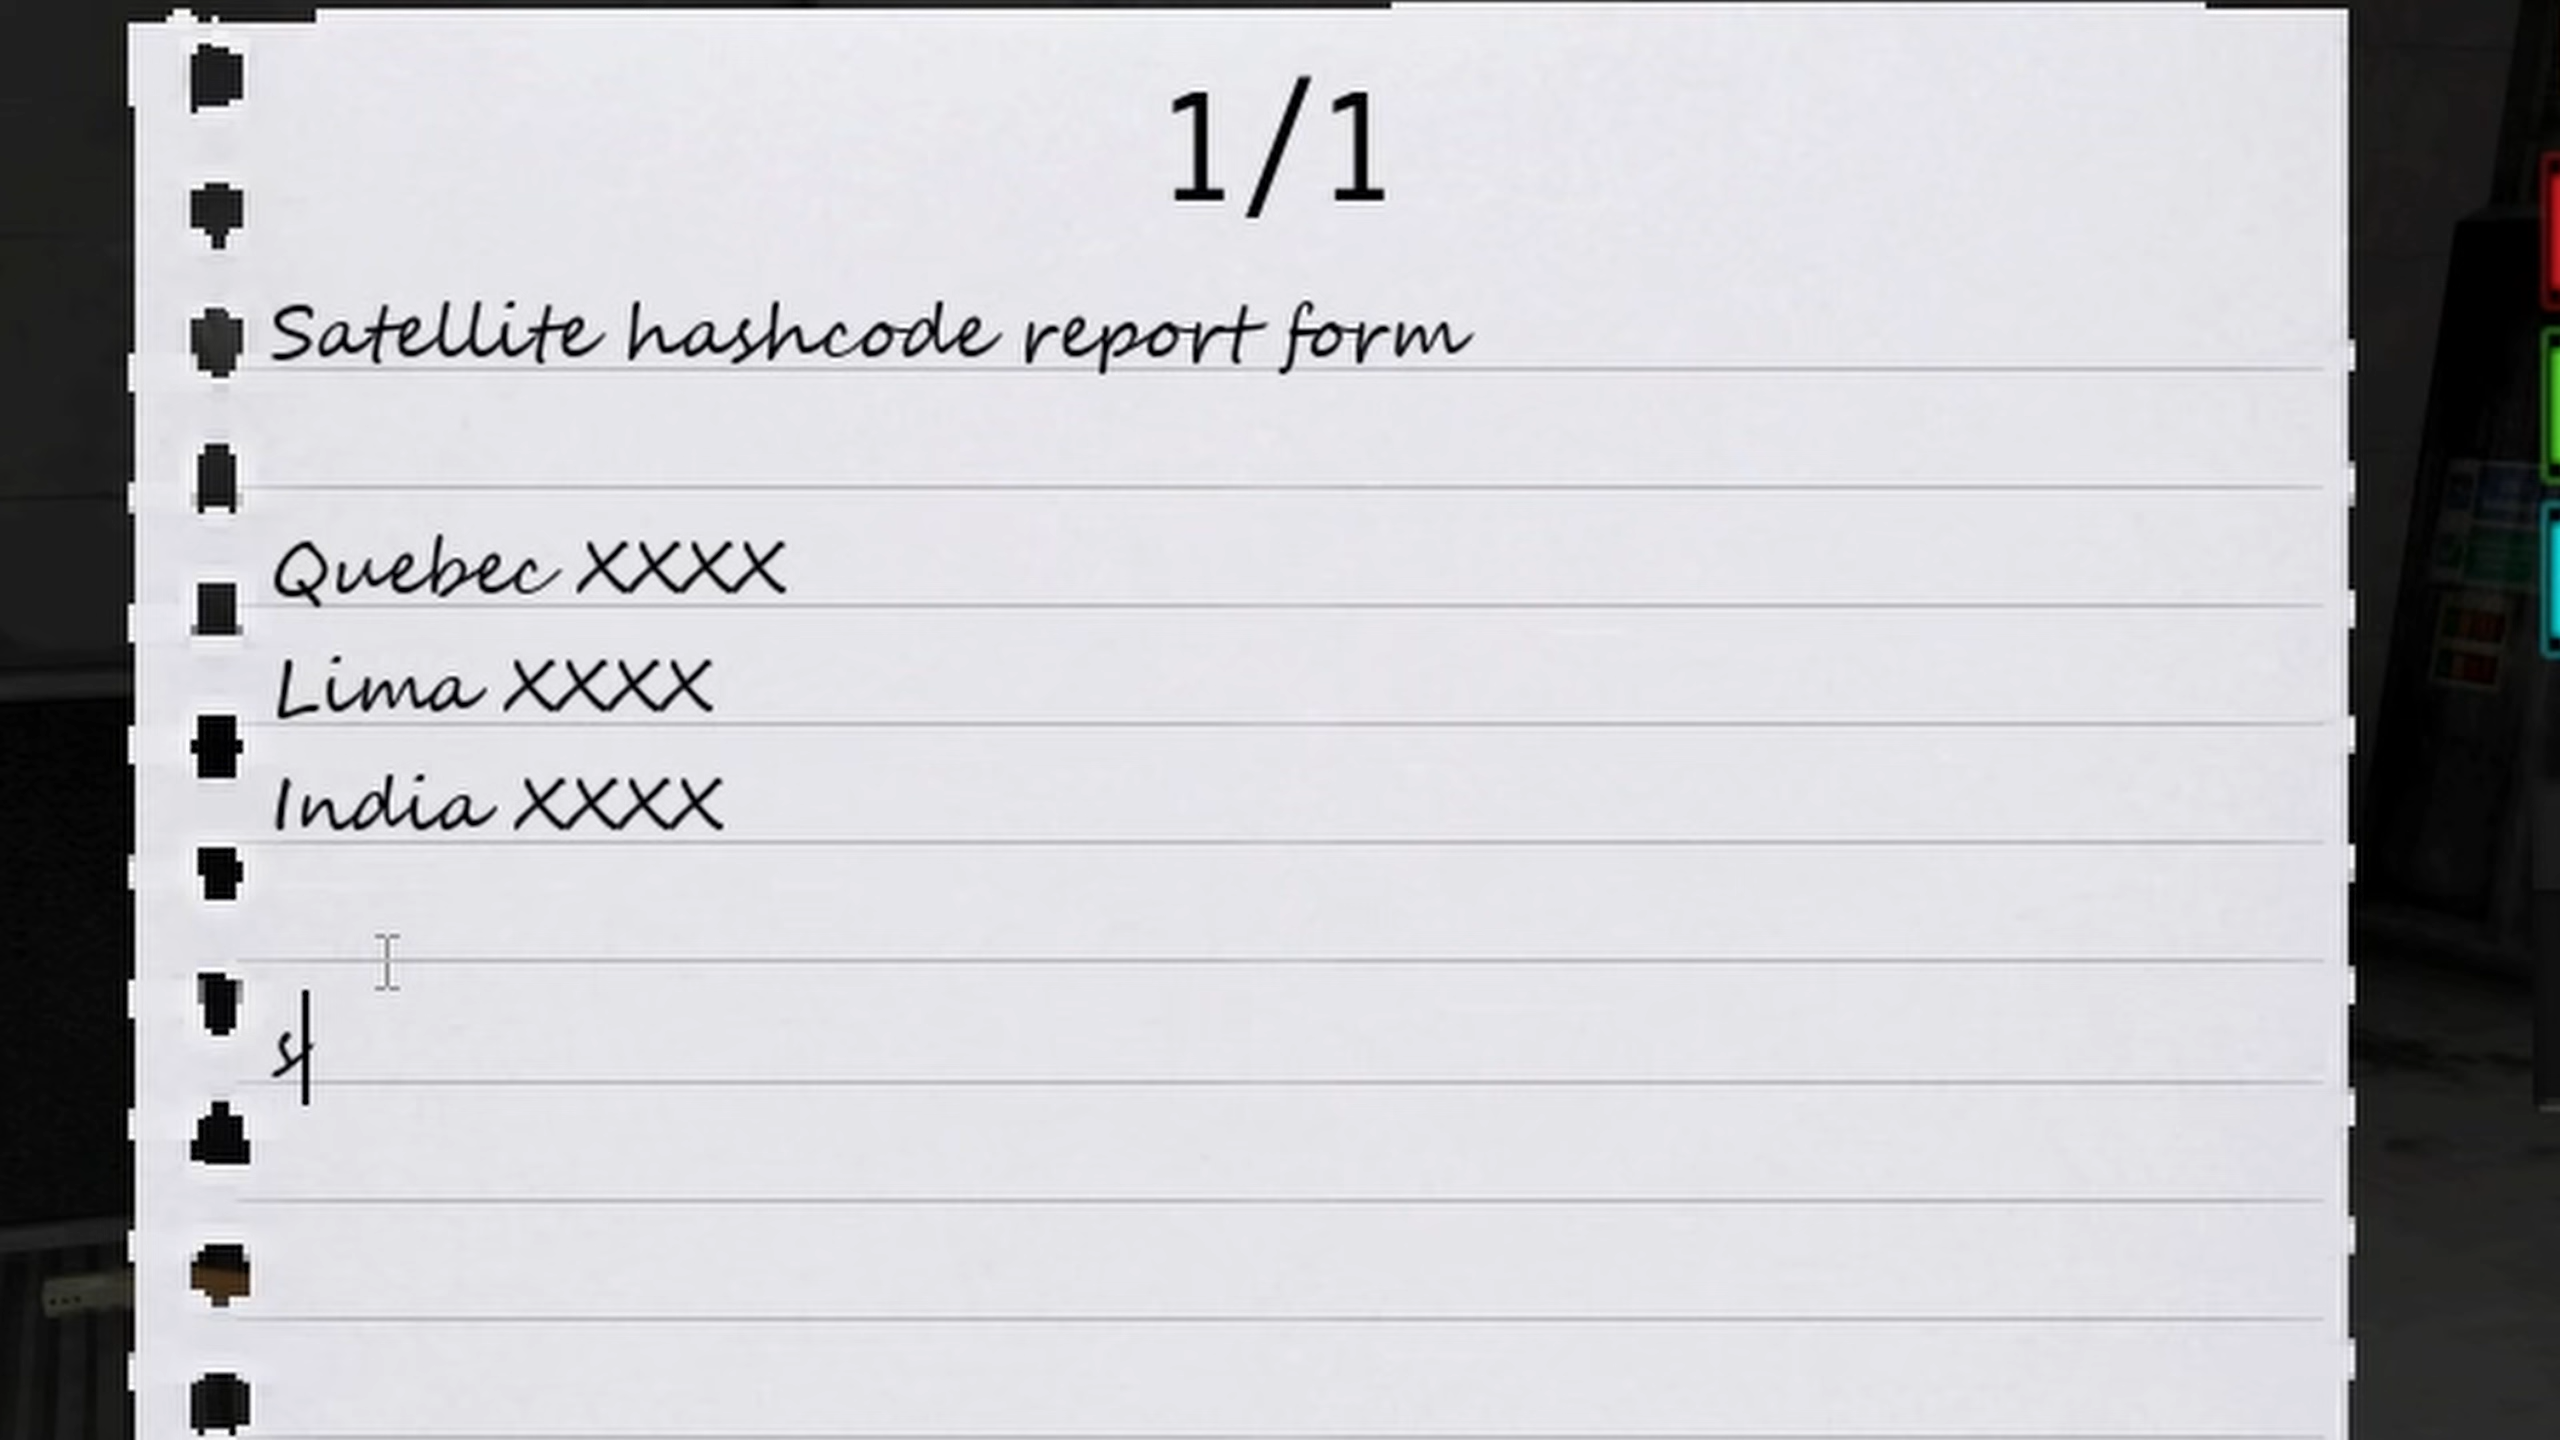 1/1
Satellite hashcode report form
Quebec XXXX
Lima XXXX
India XXXX
s